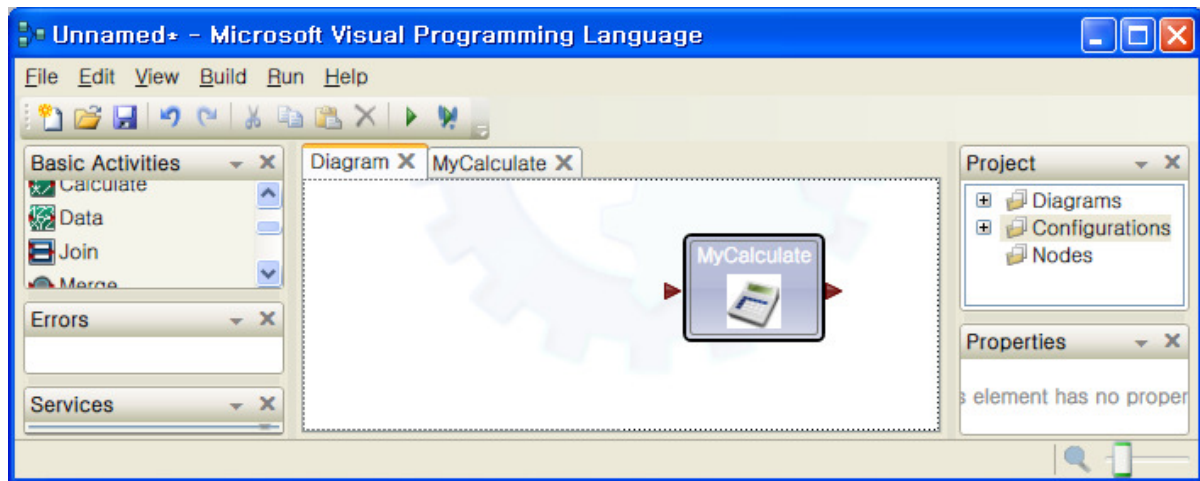 Unnamed* - Microsoft Visual Programming Language
File Edit View Build Run Help
Basic Activities
Calculate
Data
Join
Merge
Errors
Services
Diagram MyCalculate
MyCalculate
Project
Diagrams
Configurations
Nodes
Properties
element has no proper